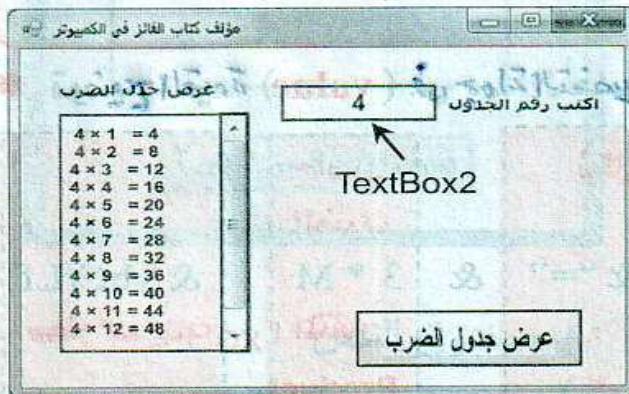 مؤلف كتاب الفائز في الكمبيوتر
اكتب رقم الجدول
4
TextBox2
عرض جدل الضرب
4 × 1 = 4
4 × 2 = 8
4 × 3 = 12
4 × 4 = 16
4 × 5 = 20
4 × 6 = 24
4 × 7 = 28
4 × 8 = 32
4 × 9 = 36
4 × 10 = 40
4 × 11 = 44
4 × 12 = 48
عرض جدول الضرب